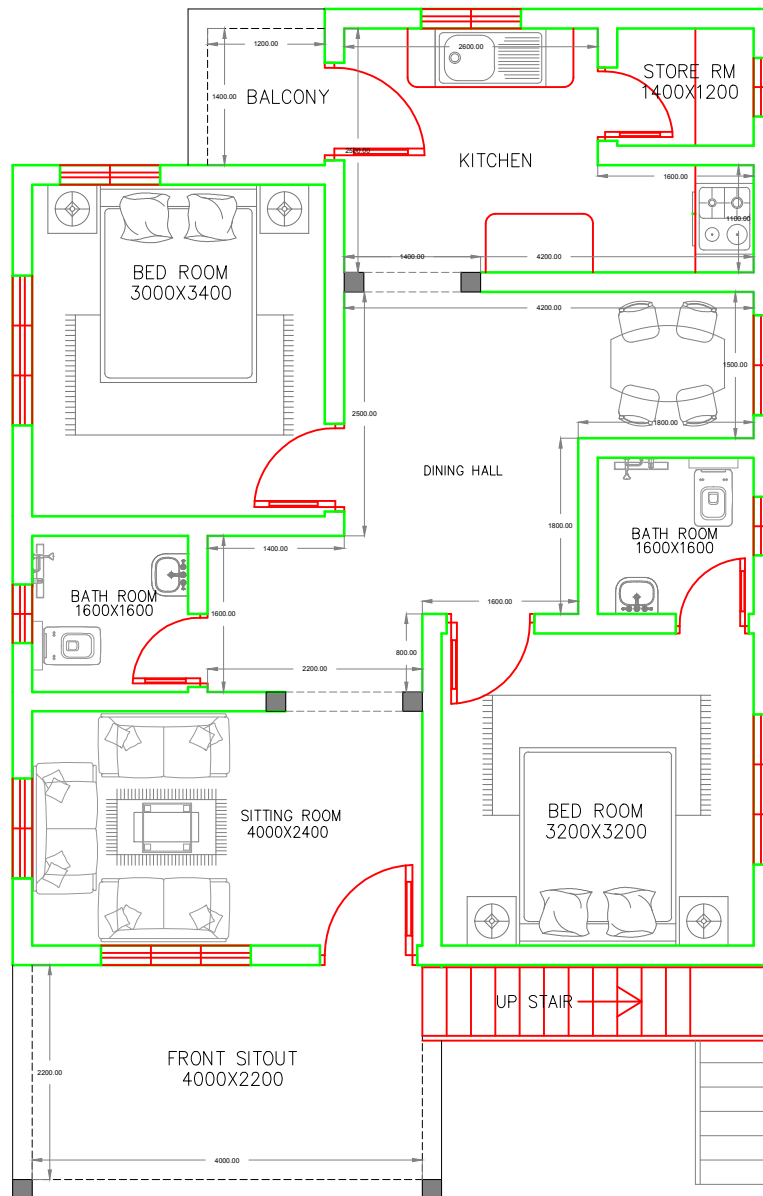 1200.00
2600.00
STORE RM
1400X1200
1400.00
BALCONY
2500.00
KITCHEN
1600.00
1100.00
1400.00
4200.00
BED ROOM
3000X3400
4200.00
1500.00
2500.00
1800.00
DINING HALL
1800.00
BATH ROOM
1600X1600
1400.00
BATH ROOM
1600X1600
1600.00
1600.00
800.00
2200.00
SITTING ROOM
4000X2400
BED ROOM
3200X3200
UP STAIR
FRONT SITOUT
4000X2200
2200.00
4000.00